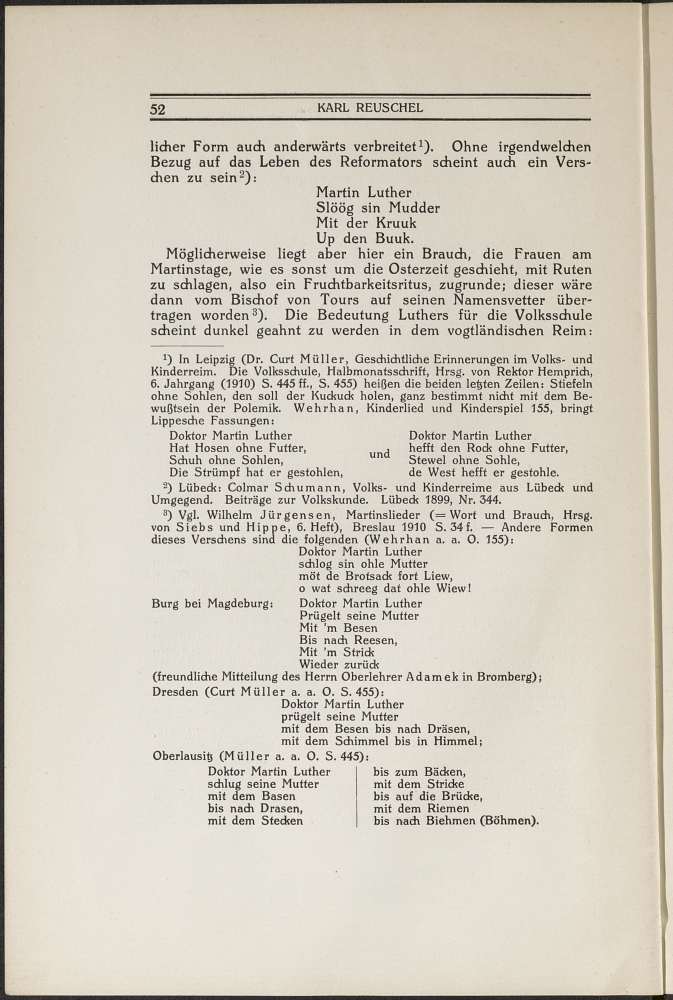 52
KARL REUSCHEL
licher Form auch anderwärts verbreitet¹). Ohne irgendwelchen
Bezug auf das Leben des Reformators scheint auch ein Vers-
chen zu sein²):
Martin Luther
Slöög sin Mudder
Mit der Kruuk
Up den Buuk.
Möglicherweise liegt aber hier ein Brauch, die Frauen am
Martinstage, wie es sonst um die Osterzeit geschieht, mit Ruten
zu schlagen, also ein Fruchtbarkeitsritus, zugrunde; dieser wäre
dann vom Bischof von Tours auf seinen Namensvetter über-
tragen worden³). Die Bedeutung Luthers für die Volksschule
scheint dunkel geahnt zu werden in dem vogtländischen Reim:
¹) In Leipzig (Dr. Curt Müller, Geschichtliche Erinnerungen im Volks- und
Kinderreim. Die Volksschule, Halbmonatsschrift, Hrsg. von Rektor Hemprich,
6. Jahrgang (1910) S. 445 ff., S. 455) heißen die beiden letzten Zeilen: Stiefeln
ohne Sohlen, den soll der Kuckuck holen, ganz bestimmt nicht mit dem Be-
wußtsein der Polemik. Wehrhan, Kinderlied und Kinderspiel 155, bringt
Lippesche Fassungen:
Doktor Martin Luther
Hat Hosen ohne Futter,
Schuh ohne Sohlen,
Die Strümpf hat er gestohlen,
und
Doktor Martin Luther
hefft den Rock ohne Futter,
Stewel ohne Sohle,
de West hefft er gestohle.
²) Lübeck: Colmar Schumann, Volks- und Kinderreime aus Lübeck und
Umgegend. Beiträge zur Volkskunde. Lübeck 1899, Nr. 344.
³) Vgl. Wilhelm Jürgensen, Martinslieder (= Wort und Brauch, Hrsg.
von Siebs und Hippe, 6. Heft), Breslau 1910 S. 34 f. — Andere Formen
dieses Verschens sind die folgenden (Wehrhan a. a. O. 155):
Doktor Martin Luther
schlog sin ohle Mutter
möt de Brotsack fort Liew,
o wat schreeg dat ohle Wiew!
Burg bei Magdeburg:
Doktor Martin Luther
Prügelt seine Mutter
Mit 'm Besen
Bis nach Reesen,
Mit 'm Strick
Wieder zurück
(freundliche Mitteilung des Herrn Oberlehrer Adamek in Bromberg);
Dresden (Curt Müller a. a. O. S. 455):
Doktor Martin Luther
prügelt seine Mutter
mit dem Besen bis nach Dräsen,
mit dem Schimmel bis in Himmel;
Oberlausitz (Müller a. a. O. S. 445):
Doktor Martin Luther
schlug seine Mutter
mit dem Basen
bis nach Drasen,
mit dem Stecken
bis zum Bäcken,
mit dem Stricke
bis auf die Brücke,
mit dem Riemen
bis nach Biehmen (Böhmen).